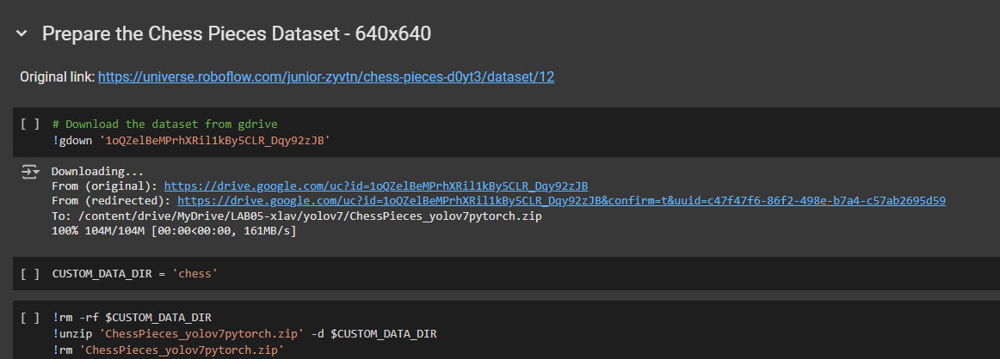 Prepare the Chess Pieces Dataset - 640x640
Original link: https://universe.roboflow.com/junior-zyvtn/chess-pieces-d0yt3/dataset/12
[ ] # Download the dataset from gdrive
!gdown '1oQZelBeMPrhXRil1kBy5CLR_Dqy92zJB'
Downloading...
From (original): https://drive.google.com/uc?id=1oQZelBeMPrhXRil1kBy5CLR_Dqy92zJB
From (redirected): https://drive.google.com/uc?id=1oQZelBeMPrhXRil1kBy5CLR_Dqy92zJB&confirm=t&uuid=c47f47f6-86f2-498e-b7a4-c57ab2695d59
To: /content/drive/MyDrive/LAB05-xlav/yolov7/ChessPieces_yolov7pytorch.zip
100% 104M/104M [00:00<00:00, 161MB/s]
[ ] CUSTOM_DATA_DIR = 'chess'
[ ] !rm -rf $CUSTOM_DATA_DIR
!unzip 'ChessPieces_yolov7pytorch.zip' -d $CUSTOM_DATA_DIR
!rm 'ChessPieces_yolov7pytorch.zip'